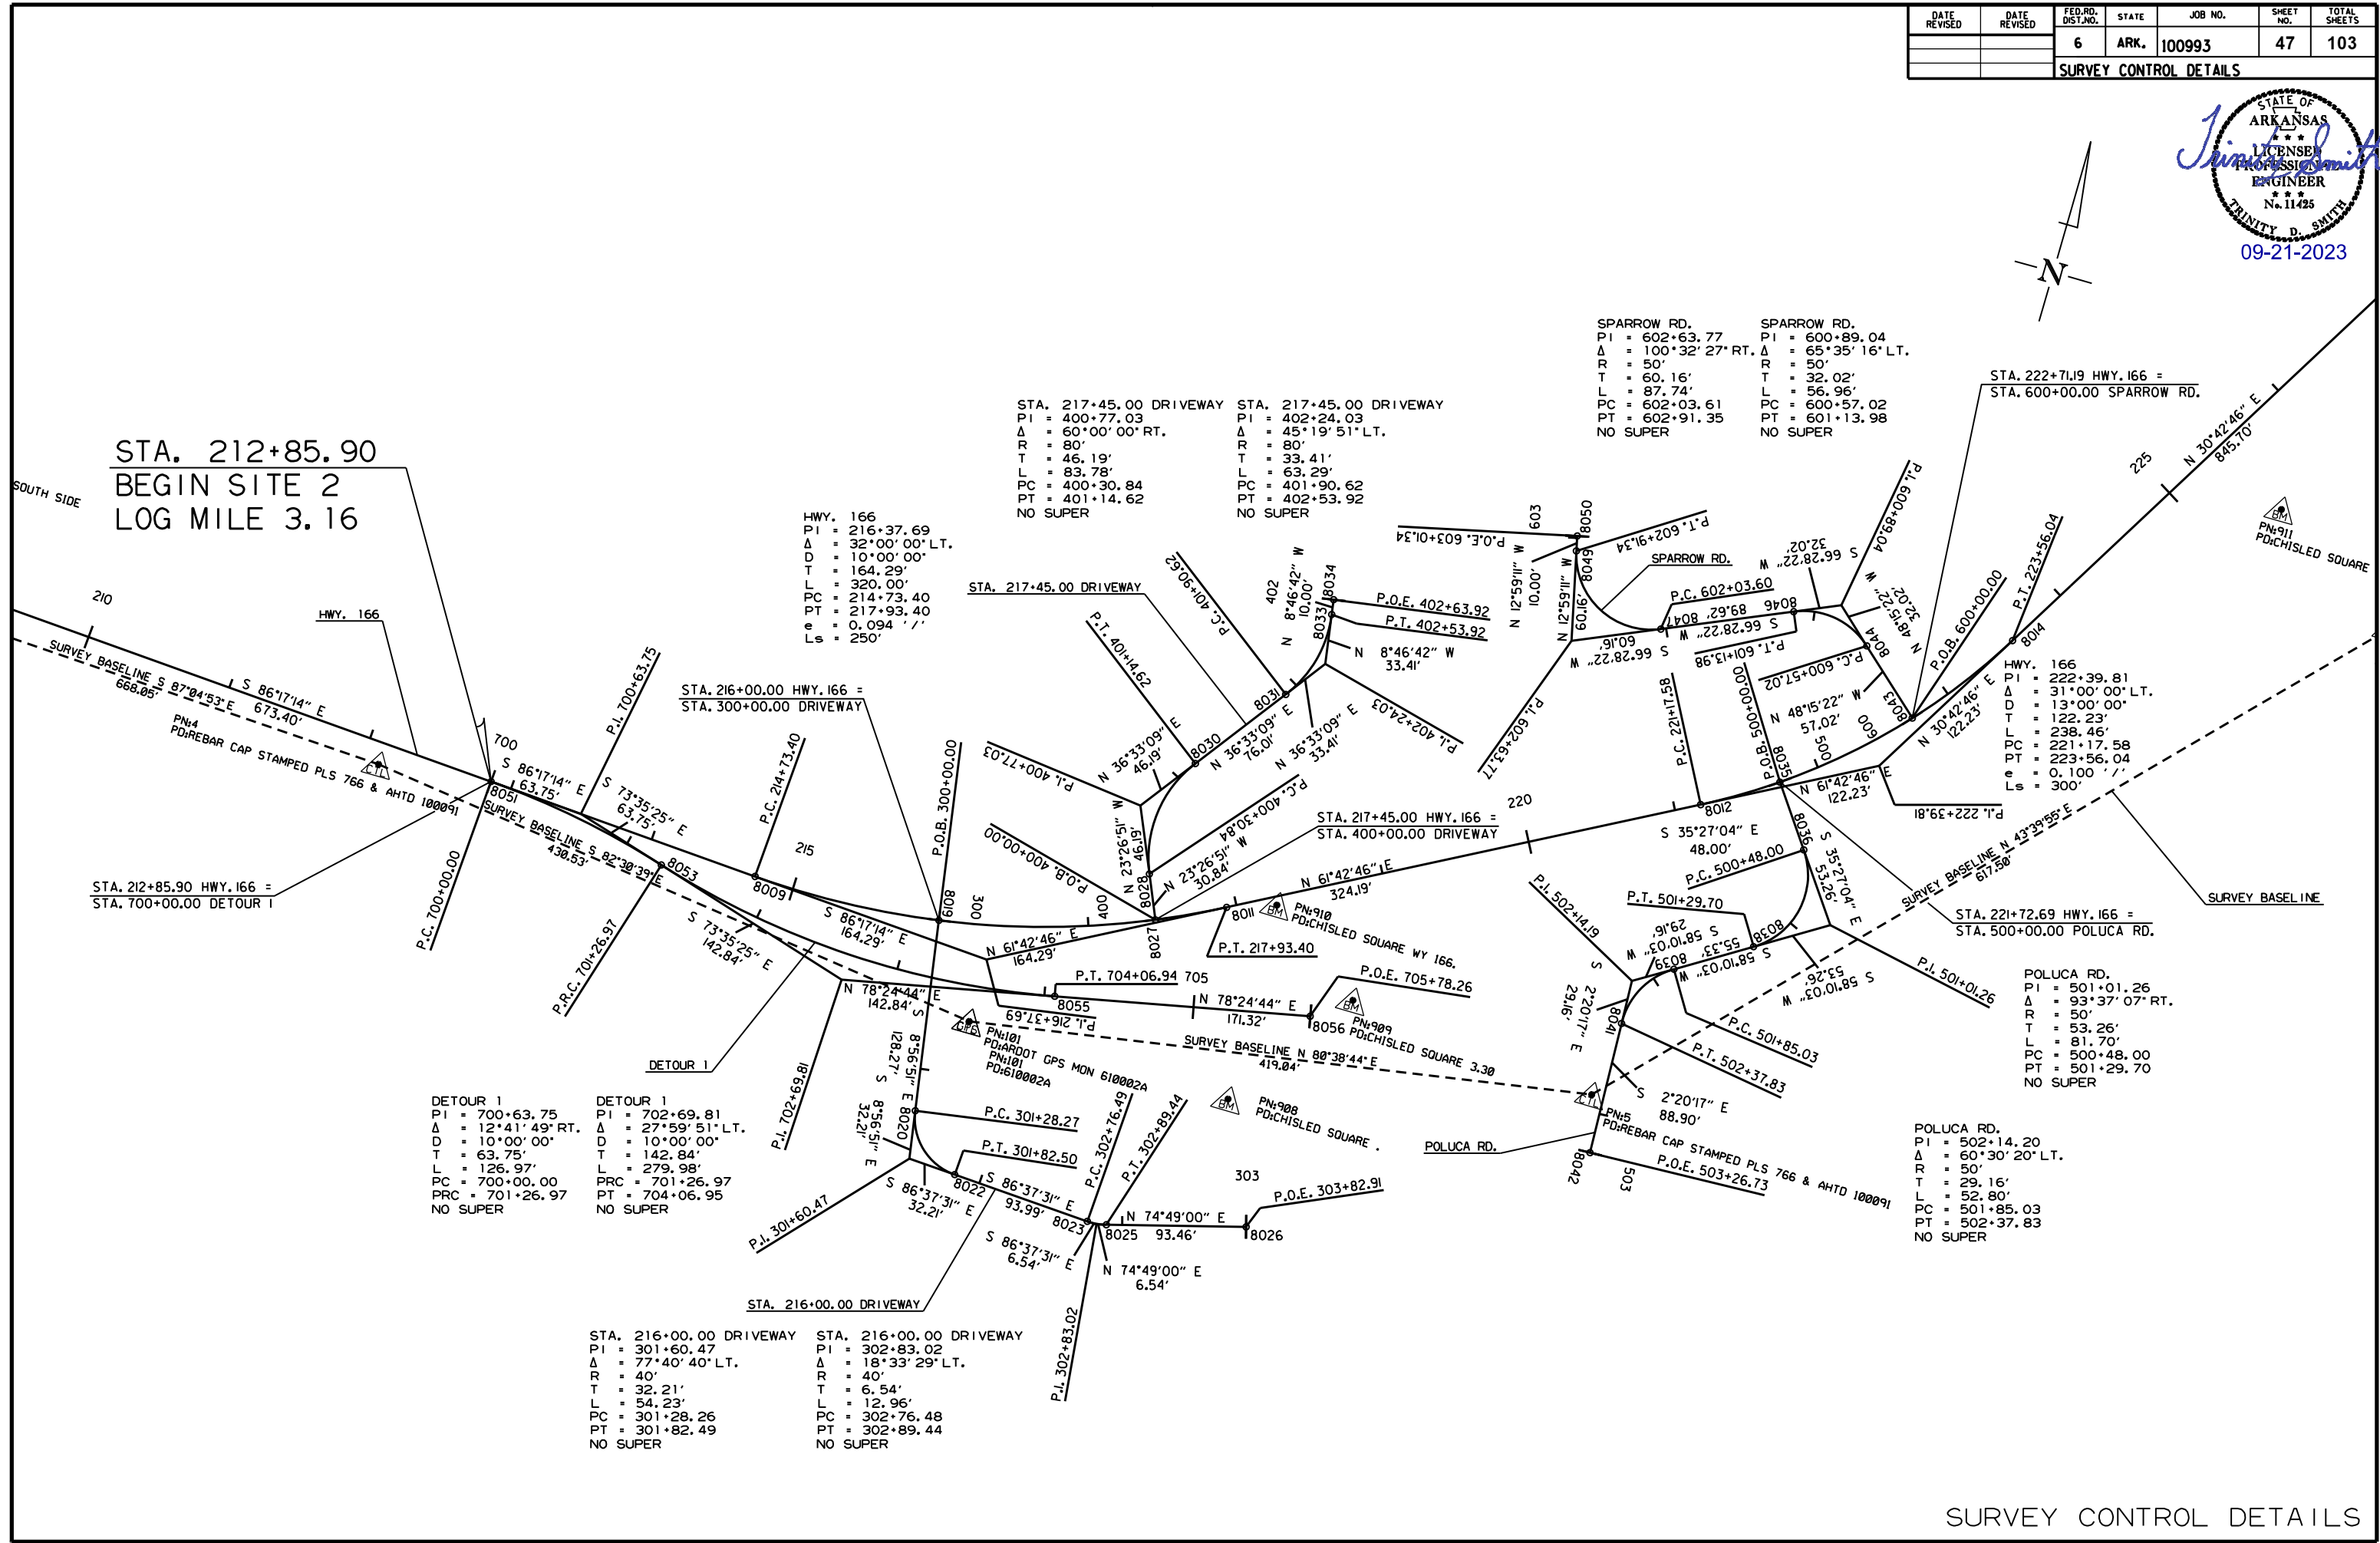 DATE REVISED
DATE REVISED
FED.RD. DIST.NO.
STATE
JOB NO.
SHEET NO.
TOTAL SHEETS
6
ARK.
100993
47
103
SURVEY CONTROL DETAILS
STATE OF
ARKANSAS
* * *
LICENSED
PROFESSIONAL
ENGINEER
* * *
No. 11425
TRINITY D. SMITH
Trinity Smith
09-21-2023
N
SPARROW RD.
PI = 602+63.77
Δ = 100°32'27" RT.
R = 50'
T = 60.16'
L = 87.74'
PC = 602+03.61
PT = 602+91.35
NO SUPER
SPARROW RD.
PI = 600+89.04
Δ = 65°35'16" LT.
R = 50'
T = 32.02'
L = 56.96'
PC = 600+57.02
PT = 601+13.98
NO SUPER
STA. 222+71.19 HWY. 166 =
STA. 600+00.00 SPARROW RD.
STA. 217+45.00 DRIVEWAY
PI = 400+77.03
Δ = 60°00'00" RT.
R = 80'
T = 46.19'
L = 83.78'
PC = 400+30.84
PT = 401+14.62
NO SUPER
STA. 217+45.00 DRIVEWAY
PI = 402+24.03
Δ = 45°19'51" LT.
R = 80'
T = 33.41'
L = 63.29'
PC = 401+90.62
PT = 402+53.92
NO SUPER
STA. 212+85.90
BEGIN SITE 2
LOG MILE 3.16
SOUTH SIDE
HWY. 166
PI = 216+37.69
Δ = 32°00'00" LT.
D = 10°00'00"
T = 164.29'
L = 320.00'
PC = 214+73.40
PT = 217+93.40
e = 0.094 '/'
Ls = 250'
210
HWY. 166
SURVEY BASELINE S 87°04'53" E
668.05'
S 86°17'14" E
673.40'
PN:4
PD:REBAR CAP STAMPED PLS 766 & AHTD 100091
CTL
700
8051
S 86°17'14" E
63.75'
P.I. 700+63.75
S 73°35'25" E
63.75'
SURVEY BASELINE S 82°30'39" E
430.53'
P.C. 700+00.00
STA. 212+85.90 HWY. 166 =
STA. 700+00.00 DETOUR 1
8053
P.R.C. 701+26.97
S 73°35'25" E
142.84'
P.C. 214+73.40
215
8009
STA. 216+00.00 HWY. 166 =
STA. 300+00.00 DRIVEWAY
P.O.B. 300+00.00
8019
300
S 86°17'14" E
164.29'
N 61°42'46" E
164.29'
P.I. 216+37.69
DETOUR 1
P.I. 702+69.81
N 78°24'44" E
142.84'
P.T. 704+06.94
705
8055
N 78°24'44" E
171.32'
P.O.E. 705+78.26
8056
BM
PN:909
PD:CHISLED SQUARE 3.30
GPS
PN:101
PD:ARDOT GPS MON 610002A
PN:101
PD:610002A
SURVEY BASELINE N 80°38'44" E
419.04'
STA. 217+45.00 DRIVEWAY
P.C. 401+90.62
P.T. 401+14.62
P.I. 400+77.03
P.O.B. 400+00.00
N 36°33'09" E
46.19'
8030
N 36°33'09" E
76.01'
8031
N 36°33'09" E
33.41'
P.I. 402+24.03
N 8°46'42" W
33.41'
8033
P.T. 402+53.92
P.O.E. 402+63.92
8034
N 8°46'42" W
10.00'
402
P.C. 400+30.84
N 23°26'51" W
46.19'
8028
N 23°26'51" W
30.84'
400
8027
STA. 217+45.00 HWY. 166 =
STA. 400+00.00 DRIVEWAY
8011
P.T. 217+93.40
N 61°42'46" E
324.19'
BM
PN:910
PD:CHISLED SQUARE WY 166.
220
P.C. 221+17.58
8012
P.O.E. 603+01.34
603
8050
P.T. 602+91.34
8049
N 12°59'11" W
10.00'
N 12°59'11" W
60.16'
SPARROW RD.
P.I. 602+63.77
S 66°28'22" W
60.16'
P.C. 602+03.60
8047
S 66°28'22" W
89.62'
8046
P.T. 601+13.98
S 66°28'22" W
32.02'
P.I. 600+89.04
N 48°15'22" W
32.02'
8044
P.C. 600+57.02
N 48°15'22" W
57.02'
8043
600
P.O.B. 600+00.00
P.T. 223+56.04
8014
225
N 30°42'46" E
845.70'
BM
PN:911
PD:CHISLED SQUARE
P.O.B. 500+00.00
8035
500
N 61°42'46" E
122.23'
N 30°42'46" E
122.23'
P.I. 222+39.81
HWY. 166
PI = 222+39.81
Δ = 31°00'00" LT.
D = 13°00'00"
T = 122.23'
L = 238.46'
PC = 221+17.58
PT = 223+56.04
e = 0.100 '/'
Ls = 300'
SURVEY BASELINE N 43°39'55" E
617.50'
SURVEY BASELINE
STA. 221+72.69 HWY. 166 =
STA. 500+00.00 POLUCA RD.
S 35°27'04" E
48.00'
P.C. 500+48.00
8036
S 35°27'04" E
53.26'
P.I. 501+01.26
S 58°10'03" W
53.26'
8038
P.T. 501+29.70
S 58°10'03" W
55.33'
8039
P.C. 501+85.03
S 58°10'03" W
29.16'
P.I. 502+14.19
S 2°20'17" E
29.16'
8041
P.T. 502+37.83
S 2°20'17" E
88.90'
CTL
PN:5
PD:REBAR CAP STAMPED PLS 766 & AHTD 100091
POLUCA RD.
8042
P.O.E. 503+26.73
503
POLUCA RD.
PI = 501+01.26
Δ = 93°37'07" RT.
R = 50'
T = 53.26'
L = 81.70'
PC = 500+48.00
PT = 501+29.70
NO SUPER
POLUCA RD.
PI = 502+14.20
Δ = 60°30'20" LT.
R = 50'
T = 29.16'
L = 52.80'
PC = 501+85.03
PT = 502+37.83
NO SUPER
DETOUR 1
PI = 700+63.75
Δ = 12°41'49" RT.
D = 10°00'00"
T = 63.75'
L = 126.97'
PC = 700+00.00
PRC = 701+26.97
NO SUPER
DETOUR 1
PI = 702+69.81
Δ = 27°59'51" LT.
D = 10°00'00"
T = 142.84'
L = 279.98'
PRC = 701+26.97
PT = 704+06.95
NO SUPER
S 8°56'51" E
128.27'
8020
P.C. 301+28.27
S 8°56'51" E
32.21'
P.I. 301+60.47
S 86°37'31" E
32.21'
8022
P.T. 301+82.50
S 86°37'31" E
93.99'
8023
P.C. 302+76.49
P.T. 302+89.44
S 86°37'31" E
6.54'
N 74°49'00" E
6.54'
P.I. 302+83.02
8025
N 74°49'00" E
93.46'
303
P.O.E. 303+82.91
8026
BM
PN:908
PD:CHISLED SQUARE .
STA. 216+00.00 DRIVEWAY
STA. 216+00.00 DRIVEWAY
PI = 301+60.47
Δ = 77°40'40" LT.
R = 40'
T = 32.21'
L = 54.23'
PC = 301+28.26
PT = 301+82.49
NO SUPER
STA. 216+00.00 DRIVEWAY
PI = 302+83.02
Δ = 18°33'29" LT.
R = 40'
T = 6.54'
L = 12.96'
PC = 302+76.48
PT = 302+89.44
NO SUPER
SURVEY CONTROL DETAILS